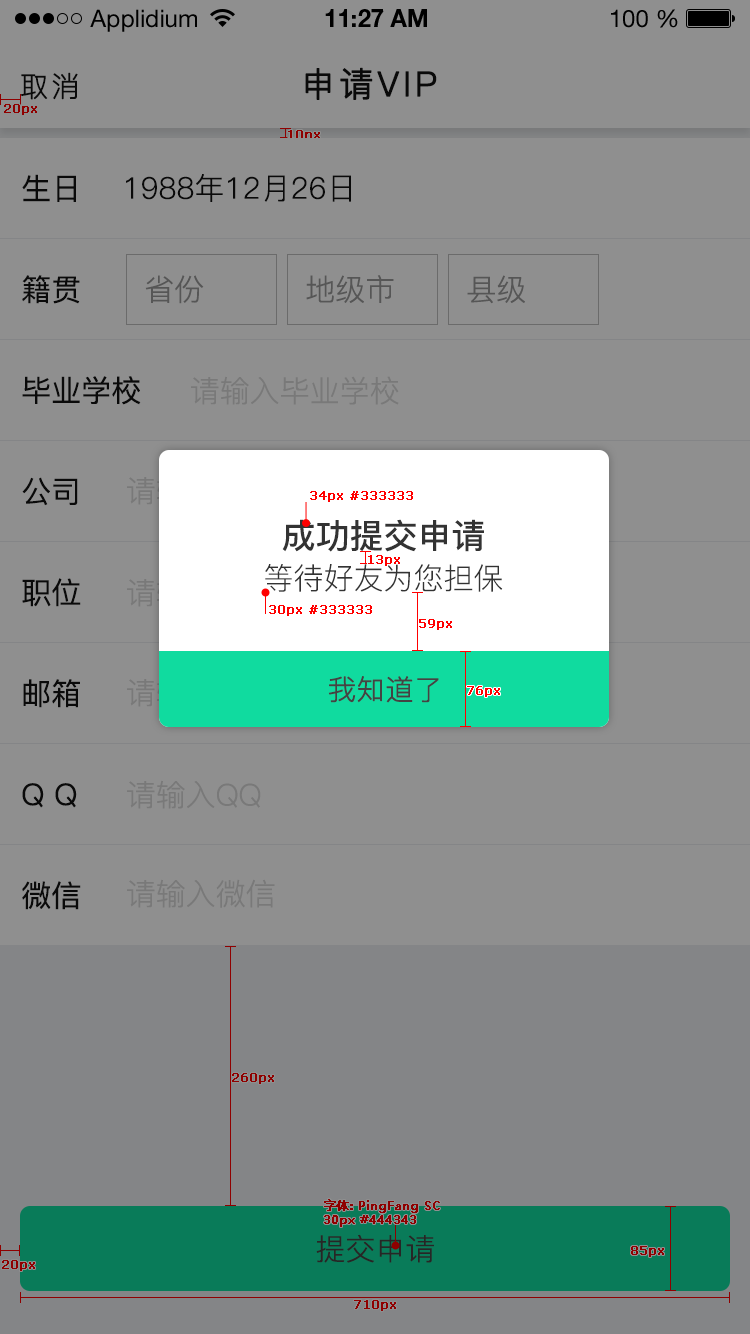 ●●●○○ Applidium 11:27 AM 100 %
取消 申请VIP
20px
10px
生日 1988年12月26日
籍贯 省份 地级市 县级
毕业学校 请输入毕业学校
公司 请
34px #333333
成功提交申请
13px
等待好友为您担保
职位 请
30px #333333
59px
邮箱 请
我知道了
76px
Q Q 请输入QQ
微信 请输入微信
260px
字体: PingFang SC
30px #444343
提交申请
85px
20px
710px